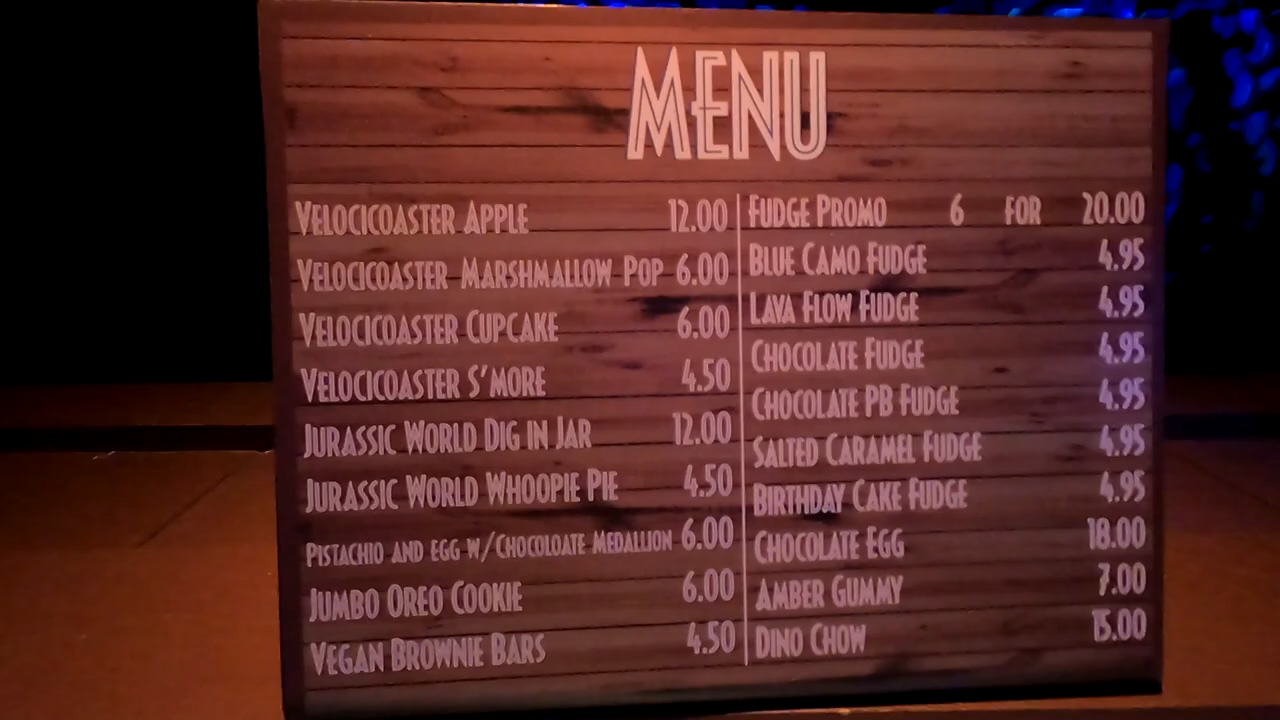 MENU
VELOCICOASTER APPLE 12.00
VELOCICOASTER MARSHMALLOW POP 6.00
VELOCICOASTER CUPCAKE 6.00
VELOCICOASTER S'MORE 4.50
JURASSIC WORLD DIG IN JAR 12.00
JURASSIC WORLD WHOOPIE PIE 4.50
PISTACHIO AND EGG W/CHOCOLOATE MEDALLION 6.00
JUMBO OREO COOKIE 6.00
VEGAN BROWNIE BARS 4.50
FUDGE PROMO 6 FOR 20.00
BLUE CAMO FUDGE 4.95
LAVA FLOW FUDGE 4.95
CHOCOLATE FUDGE 4.95
CHOCOLATE PB FUDGE 4.95
SALTED CARAMEL FUDGE 4.95
BIRTHDAY CAKE FUDGE 4.95
CHOCOLATE EGG 18.00
AMBER GUMMY 7.00
DINO CHOW 15.00